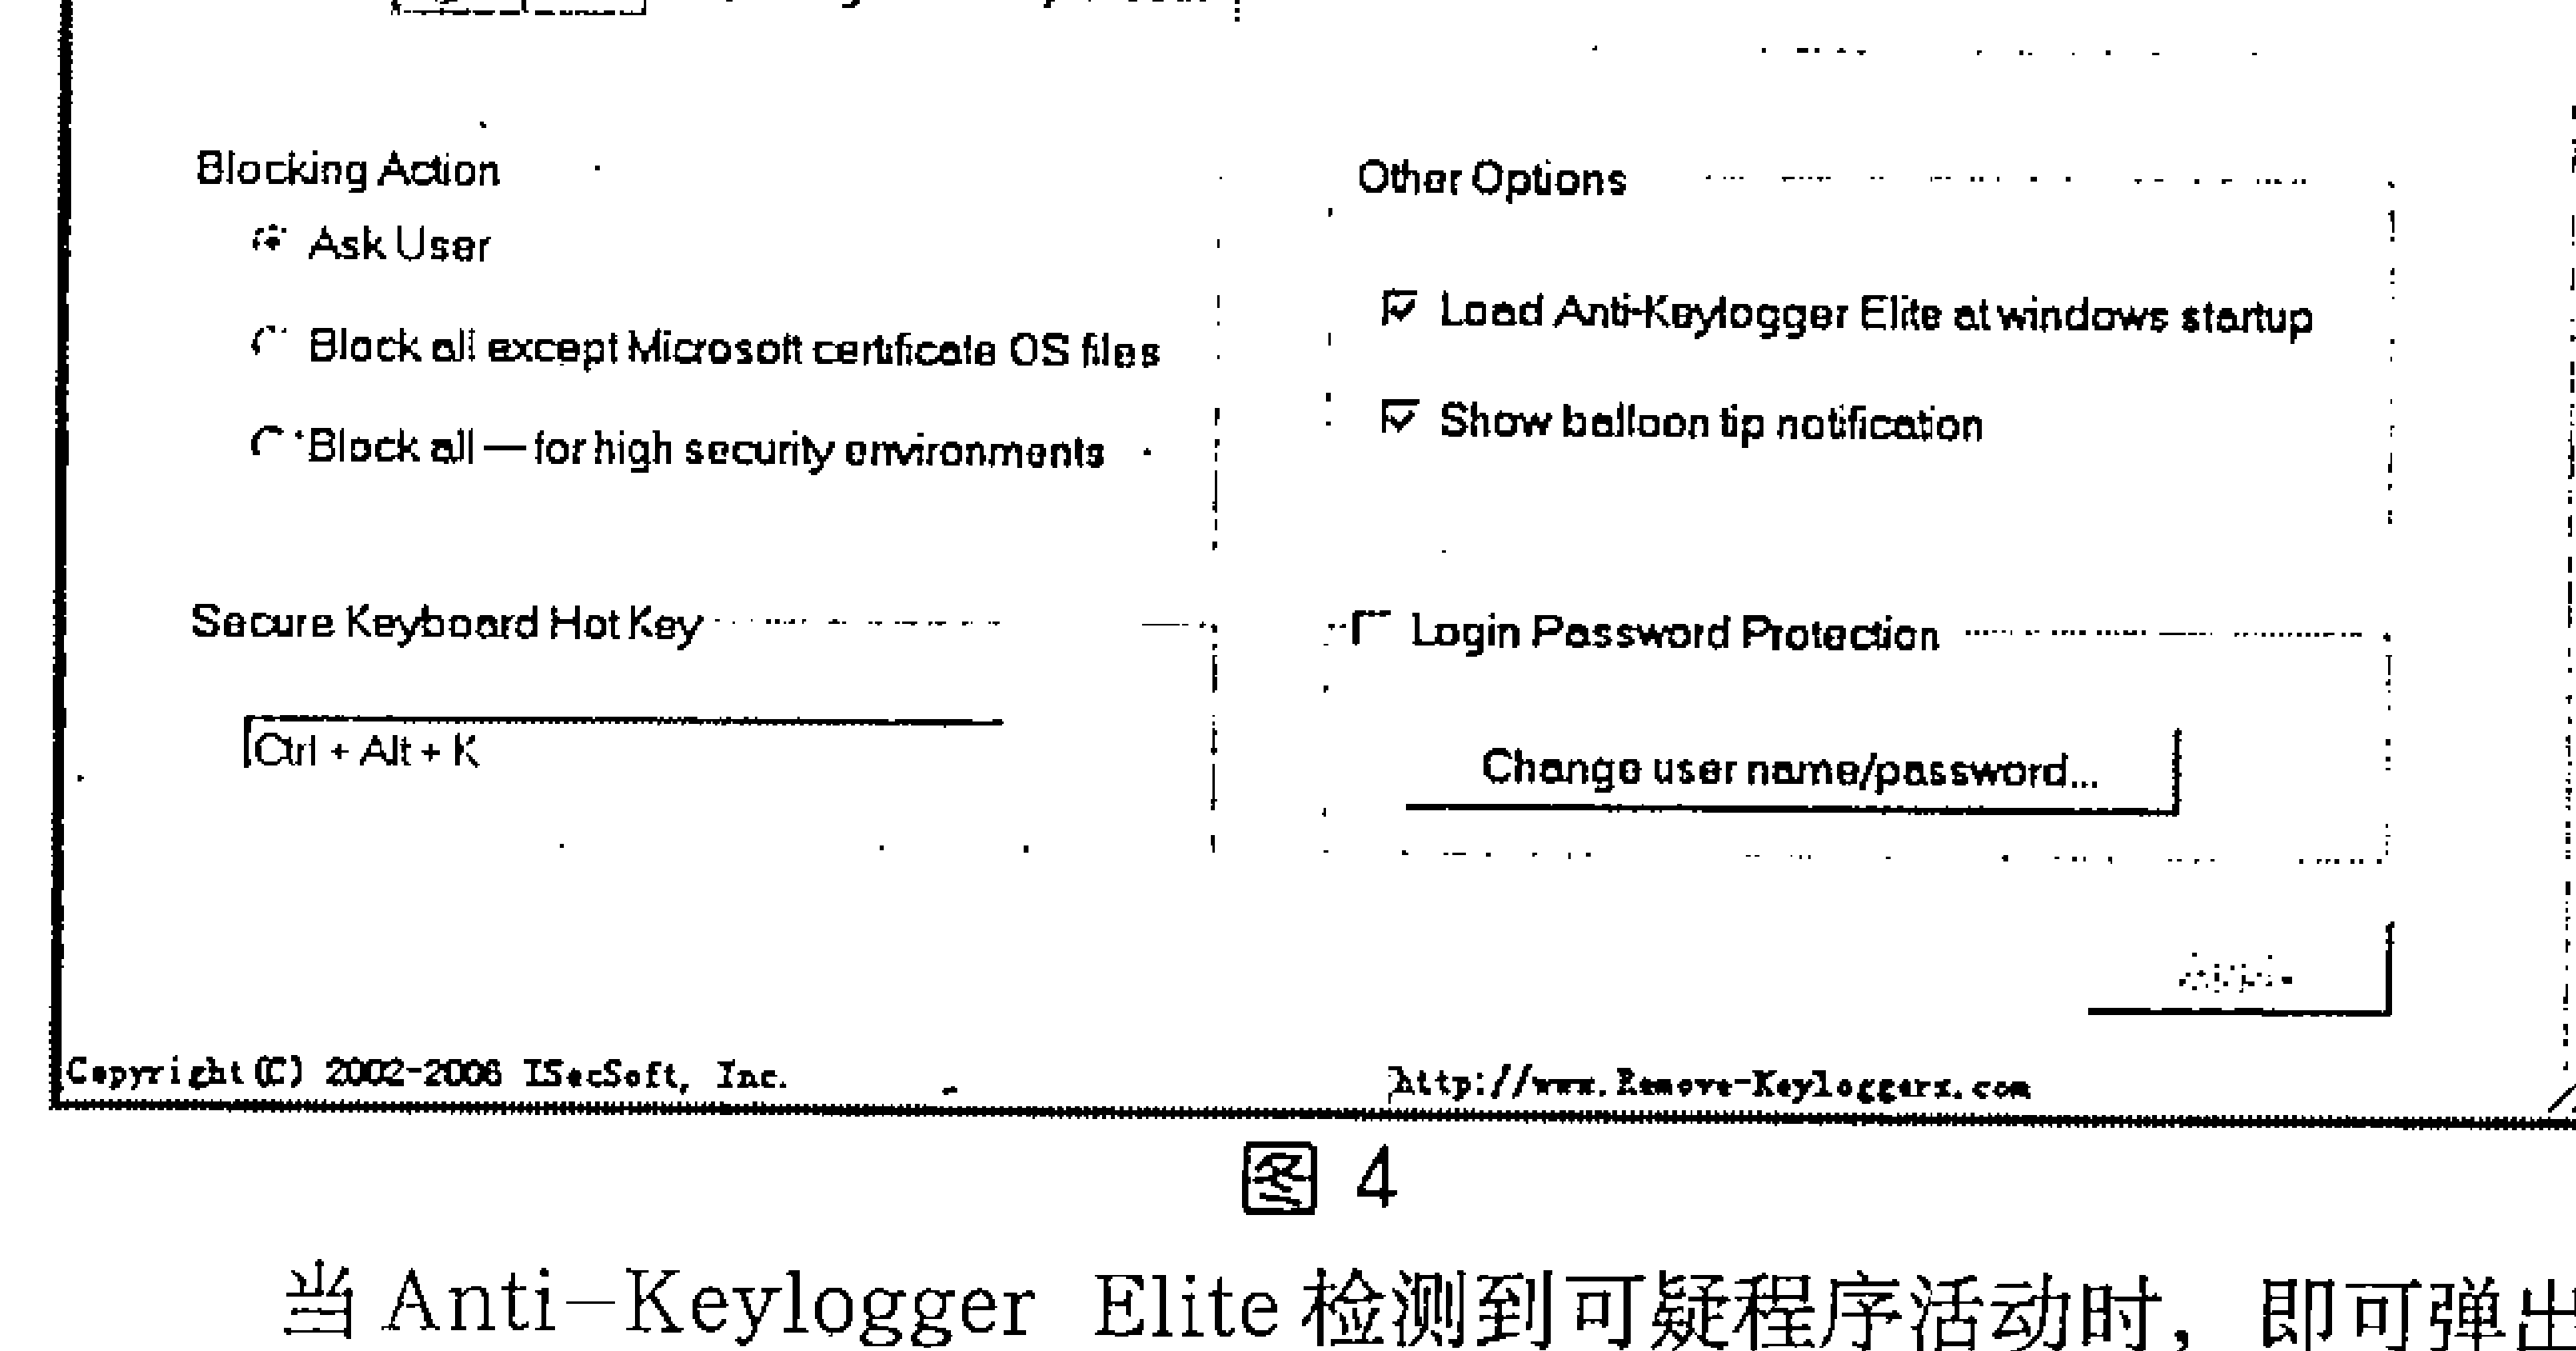 Blocking Action
Ask User
Block all except Microsoft certificate OS files
Block all — for high security environments
Other Options
Load Anti-Keylogger Elite at windows startup
Show balloon tip notification
Secure Keyboard Hot Key
Ctrl + Alt + K
Login Password Protection
Change user name/password...
Copyright (C) 2002-2006 ISecSoft, Inc.
http://www.Remove-Keyloggers.com
图 4
当 Anti-Keylogger Elite 检测到可疑程序活动时，即可弹出